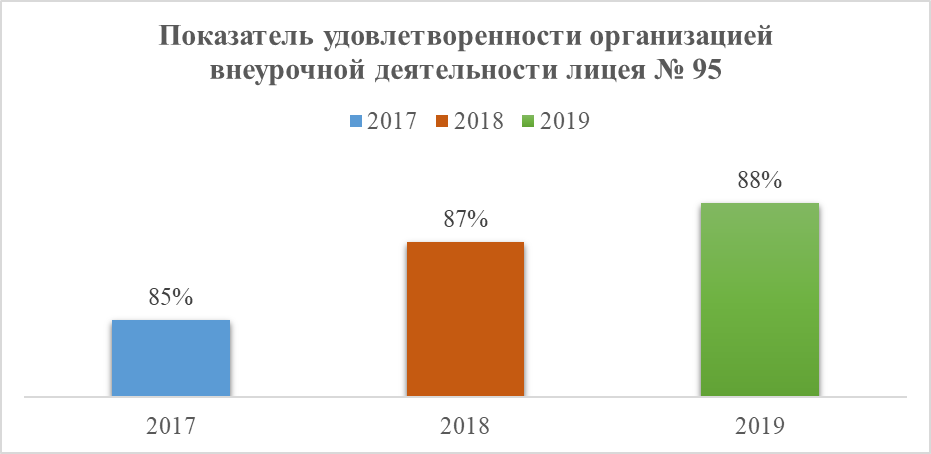 Показатель удовлетворенности организацией
внеурочной деятельности лицея № 95
2017 2018 2019
88%
87%
85%
2017 2018 2019